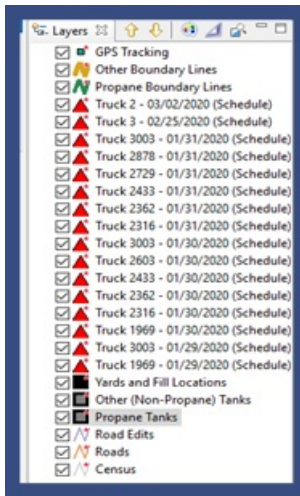 Layers
GPS Tracking
Other Boundary Lines
Propane Boundary Lines
Truck 2 - 03/02/2020 (Schedule)
Truck 3 - 02/25/2020 (Schedule)
Truck 3003 - 01/31/2020 (Schedule)
Truck 2878 - 01/31/2020 (Schedule)
Truck 2729 - 01/31/2020 (Schedule)
Truck 2433 - 01/31/2020 (Schedule)
Truck 2362 - 01/31/2020 (Schedule)
Truck 2316 - 01/31/2020 (Schedule)
Truck 3003 - 01/30/2020 (Schedule)
Truck 2603 - 01/30/2020 (Schedule)
Truck 2433 - 01/30/2020 (Schedule)
Truck 2362 - 01/30/2020 (Schedule)
Truck 2316 - 01/30/2020 (Schedule)
Truck 1969 - 01/30/2020 (Schedule)
Truck 3003 - 01/29/2020 (Schedule)
Truck 1969 - 01/29/2020 (Schedule)
Yards and Fill Locations
Other (Non-Propane) Tanks
Propane Tanks
Road Edits
Roads
Census